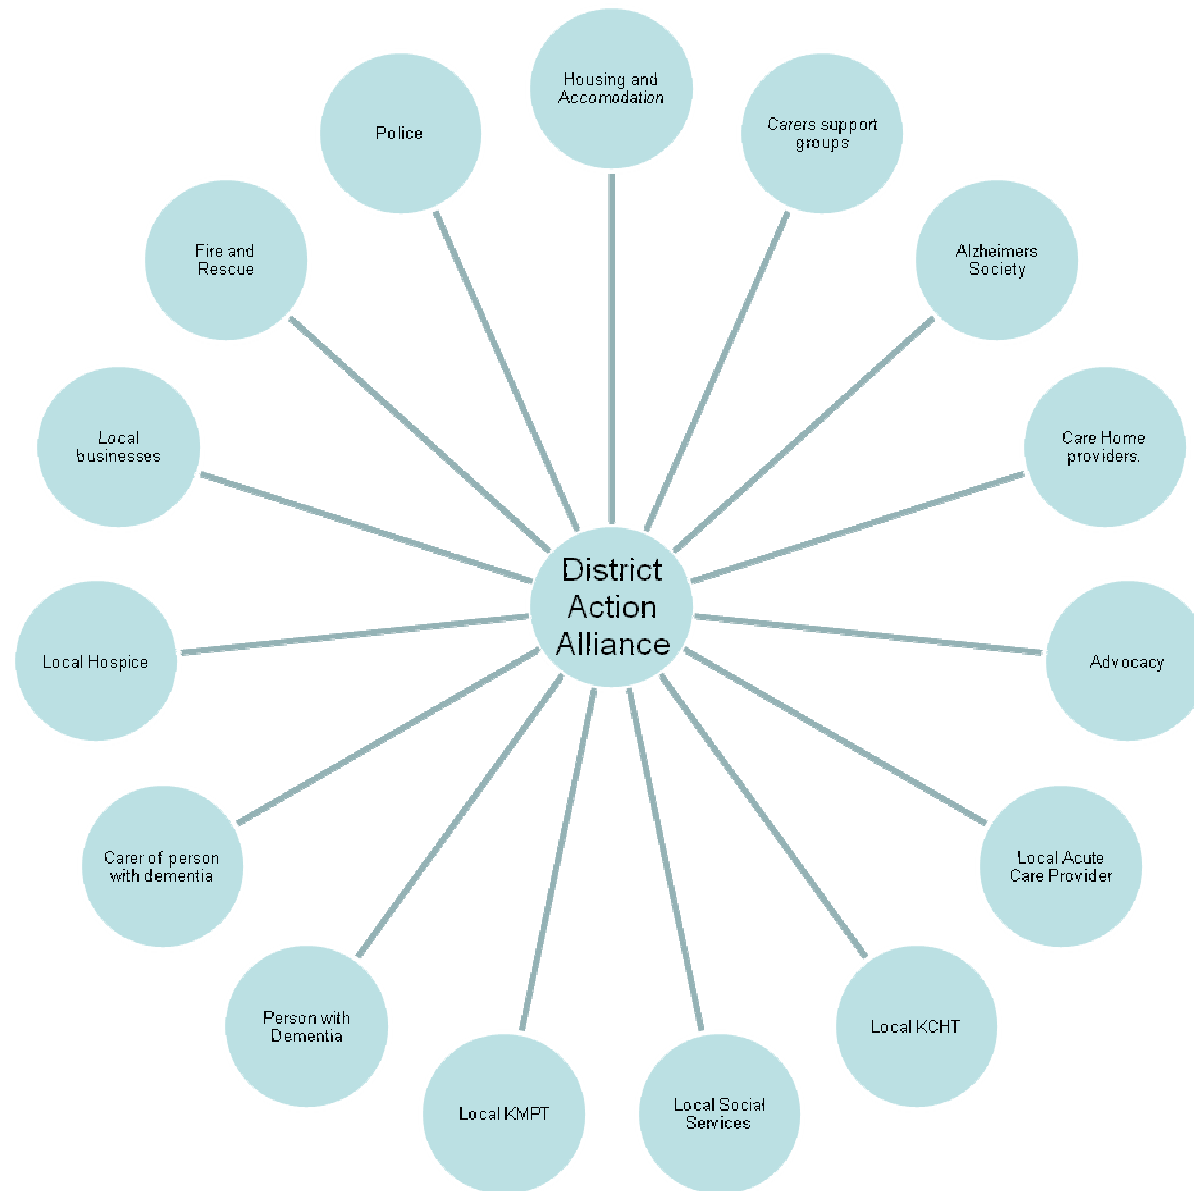 Housing and
Accomodation
Carers support
groups
Alzheimers
Society
Care Home
providers.
Advocacy
Local Acute
Care Provider
Local KCHT
Local Social
Services
Local KMPT
Person with
Dementia
Carer of person
with dementia
Local Hospice
Local
businesses
Fire and
Rescue
Police
District
Action
Alliance